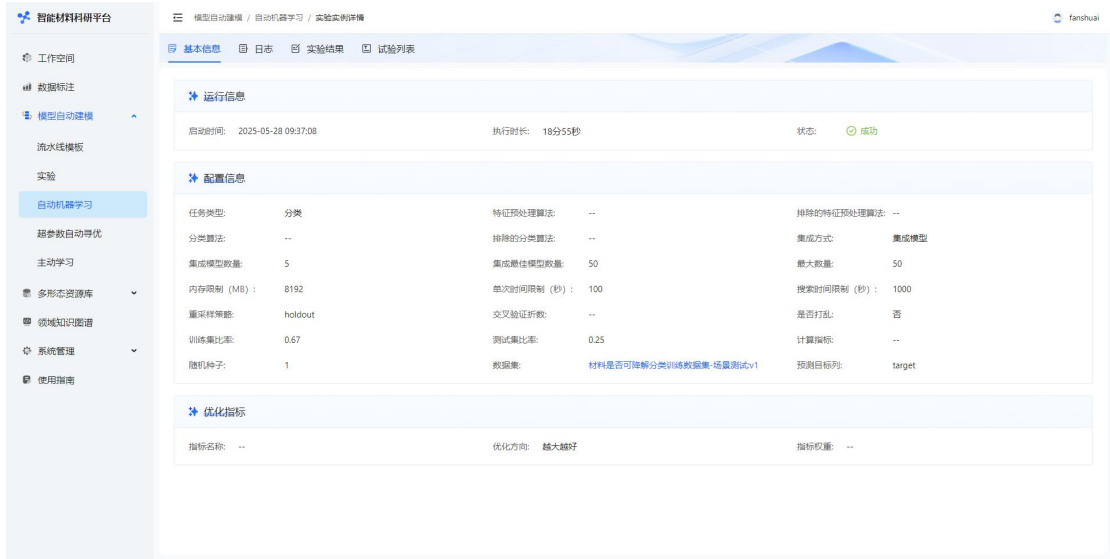 智能材料科研平台
模型自动建模 / 自动机器学习 / 实验实例详情
fanshuai
工作空间
数据标注
模型自动建模
流水线模板
实验
自动机器学习
超参数自动寻优
主动学习
多形态资源库
领域知识图谱
系统管理
使用指南
基本信息 日志 实验结果 试验列表
运行信息
启动时间: 2025-05-28 09:37:08 执行时长: 18分55秒 状态: 成功
配置信息
任务类型: 分类 特征预处理算法: -- 排除的特征预处理算法: --
分类算法: -- 排除的分类算法: -- 集成方式: 集成模型
集成模型数量: 5 集成最佳模型数量: 50 最大数量: 50
内存限制（MB）: 8192 单次时间限制（秒）: 100 搜索时间限制（秒）: 1000
重采样策略: holdout 交叉验证折数: -- 是否打乱: 否
训练集比率: 0.67 测试集比率: 0.25 计算指标: --
随机种子: 1 数据集: 材料是否可降解分类训练数据集-场景测试:v1 预测目标列: target
优化指标
指标名称: -- 优化方向: 越大越好 指标权重: --